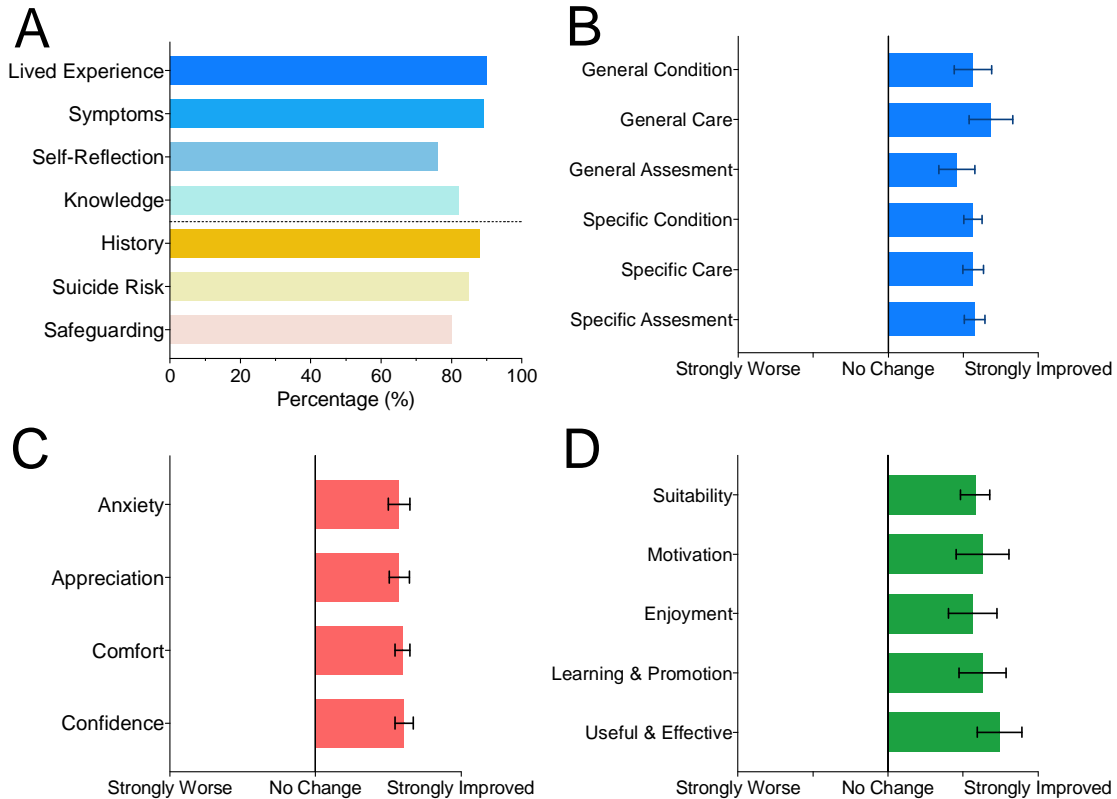 A
Lived Experience
Symptoms
Self-Reflection
Knowledge
History
Suicide Risk
Safeguarding
0 20 40 60 80 100
Percentage (%)
B
General Condition
General Care
General Assesment
Specific Condition
Specific Care
Specific Assesment
Strongly Worse No Change Strongly Improved
C
Anxiety
Appreciation
Comfort
Confidence
Strongly Worse No Change Strongly Improved
D
Suitability
Motivation
Enjoyment
Learning & Promotion
Useful & Effective
Strongly Worse No Change Strongly Improved